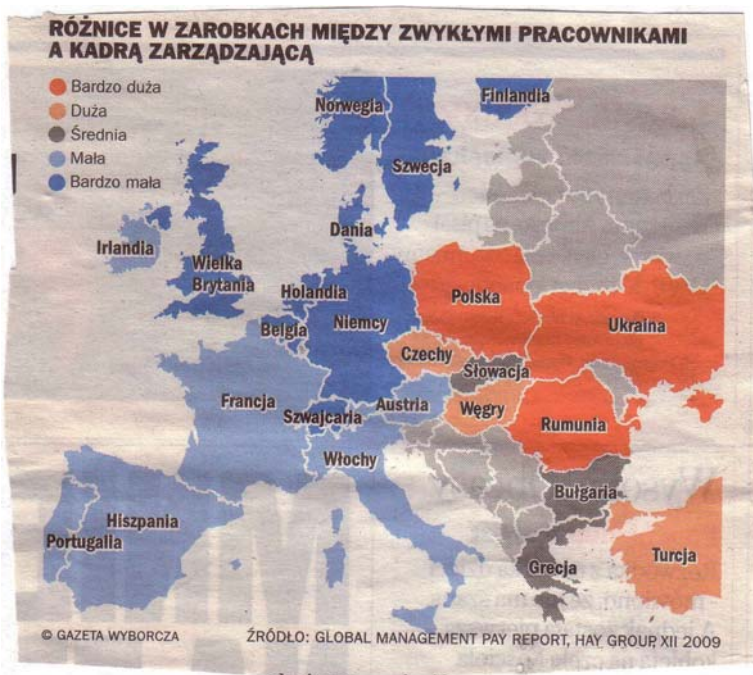 RÓŻNICE W ZAROBKACH MIĘDZY ZWYKŁYMI PRACOWNIKAMI
A KADRĄ ZARZĄDZAJĄCĄ
Bardzo duża
Duża
Średnia
Mała
Bardzo mała
Norwegia
Finlandia
Szwecja
Dania
Irlandia
Wielka
Brytania
Holandia
Belgia
Niemcy
Polska
Ukraina
Czechy
Słowacja
Francja
Szwajcaria
Austria
Węgry
Rumunia
Włochy
Bułgaria
Hiszpania
Portugalia
Grecja
Turcja
© GAZETA WYBORCZA
ŹRÓDŁO: GLOBAL MANAGEMENT PAY REPORT, HAY GROUP, XII 2009